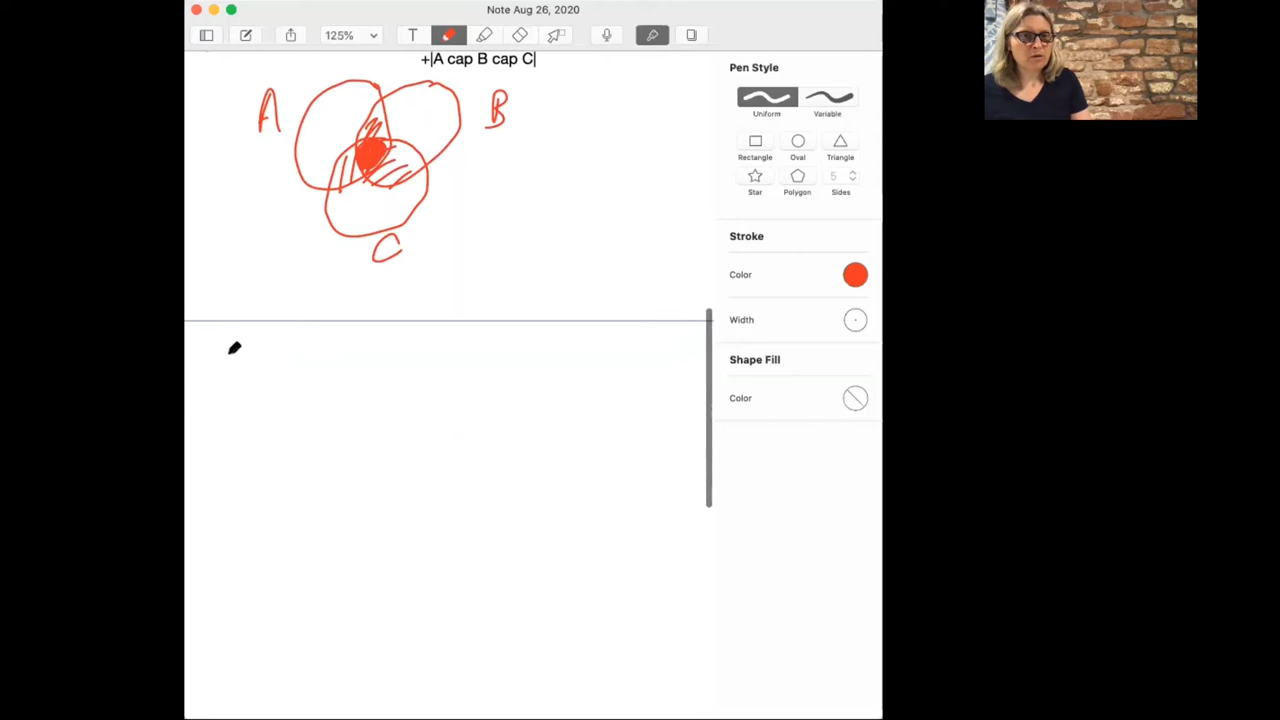 Note Aug 26, 2020
125%
T
+|A cap B cap C|
A
B
C
Pen Style
Uniform
Variable
Rectangle
Oval
Triangle
Star
Polygon
5
Sides
Stroke
Color
Width
Shape Fill
Color